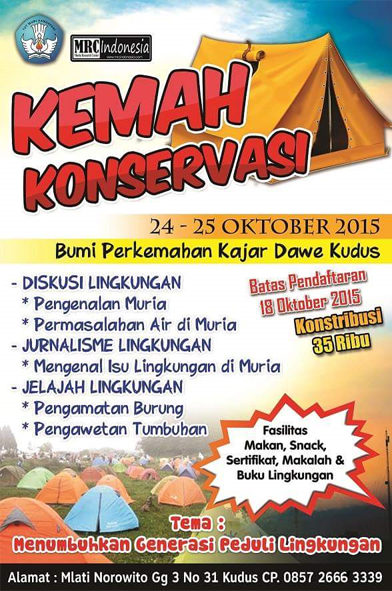 MRCIndonesia
KEMAH
KONSERVASI
24 - 25 OKTOBER 2015
Bumi Perkemahan Kajar Dawe Kudus
- DISKUSI LINGKUNGAN
* Pengenalan Muria
* Permasalahan Air di Muria
- JURNALISME LINGKUNGAN
* Mengenal Isu Lingkungan di Muria
- JELAJAH LINGKUNGAN
* Pengamatan Burung
* Pengawetan Tumbuhan
Batas Pendaftaran
18 Oktober 2015
Konstribusi
35 Ribu
Fasilitas
Makan, Snack,
Sertifikat, Makalah &
Buku Lingkungan
Tema :
Menumbuhkan Generasi Peduli Lingkungan
Alamat : Mlati Norowito Gg 3 No 31 Kudus CP. 0857 2666 3339